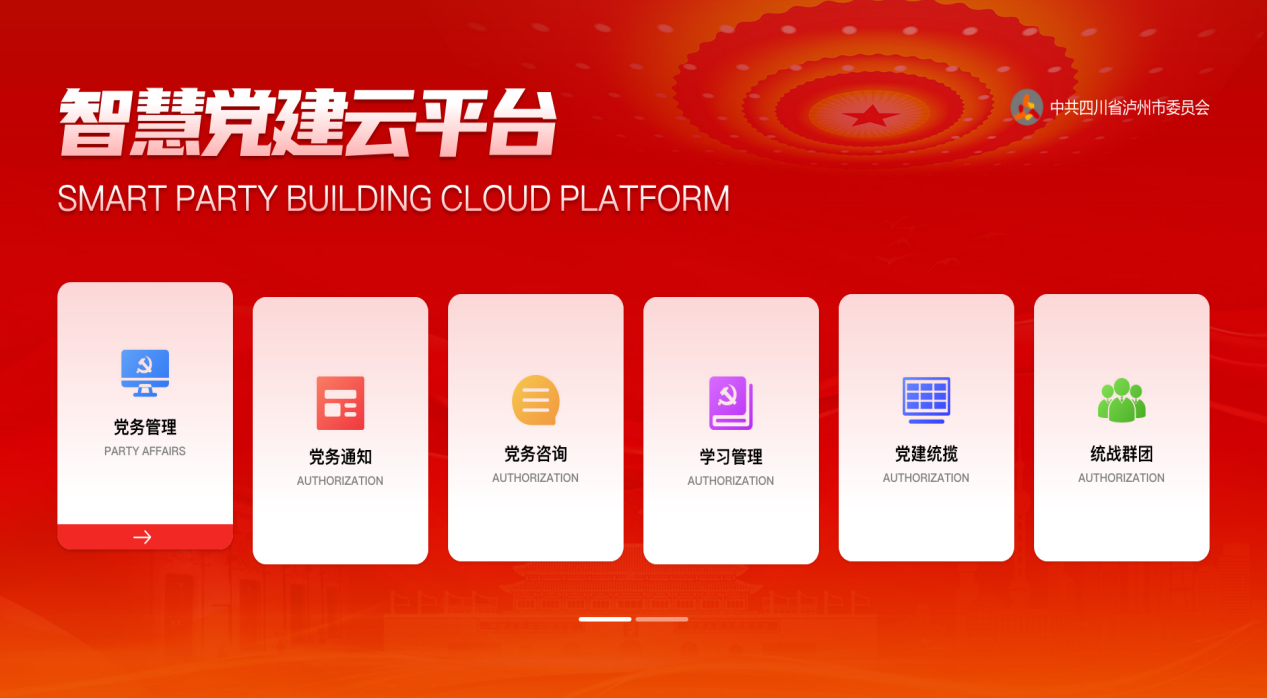 智慧党建云平台
中共四川省泸州市委员会
SMART PARTY BUILDING CLOUD PLATFORM
党务管理
PARTY AFFAIRS
党务通知
AUTHORIZATION
党务咨询
AUTHORIZATION
学习管理
AUTHORIZATION
党建统揽
AUTHORIZATION
统战群团
AUTHORIZATION